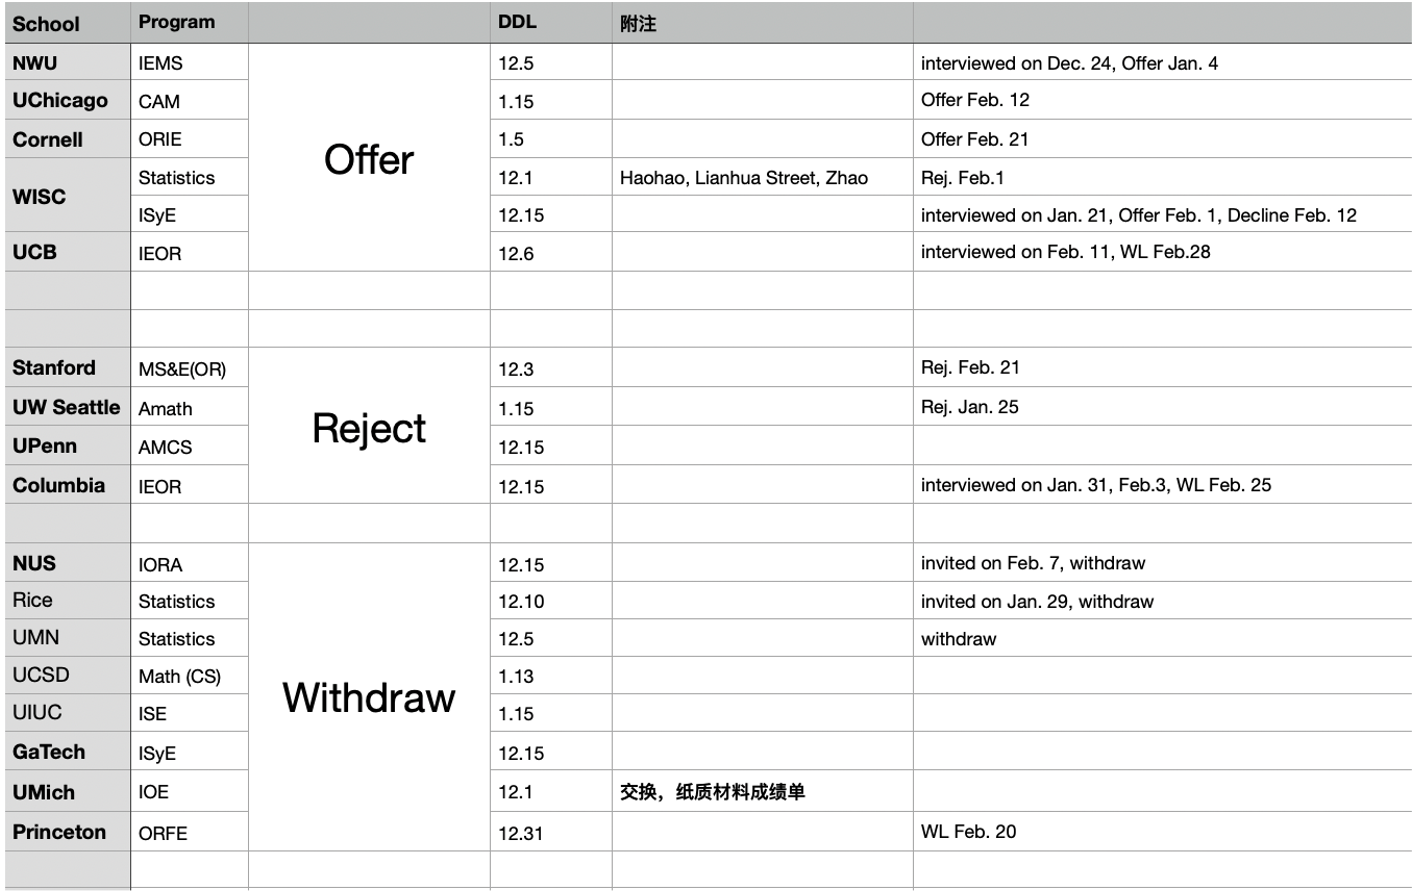 School Program DDL 附注
NWU IEMS 12.5 interviewed on Dec. 24, Offer Jan. 4
UChicago CAM 1.15 Offer Feb. 12
Cornell ORIE 1.5 Offer Feb. 21
Offer
WISC Statistics 12.1 Haohao, Lianhua Street, Zhao Rej. Feb.1
ISyE 12.15 interviewed on Jan. 21, Offer Feb. 1, Decline Feb. 12
UCB IEOR 12.6 interviewed on Feb. 11, WL Feb.28
Stanford MS&E(OR) 12.3 Rej. Feb. 21
UW Seattle Amath 1.15 Rej. Jan. 25
Reject
UPenn AMCS 12.15
Columbia IEOR 12.15 interviewed on Jan. 31, Feb.3, WL Feb. 25
NUS IORA 12.15 invited on Feb. 7, withdraw
Rice Statistics 12.10 invited on Jan. 29, withdraw
UMN Statistics 12.5 withdraw
UCSD Math (CS) 1.13
Withdraw
UIUC ISE 1.15
GaTech ISyE 12.15
UMich IOE 12.1 交换，纸质材料成绩单
Princeton ORFE 12.31 WL Feb. 20